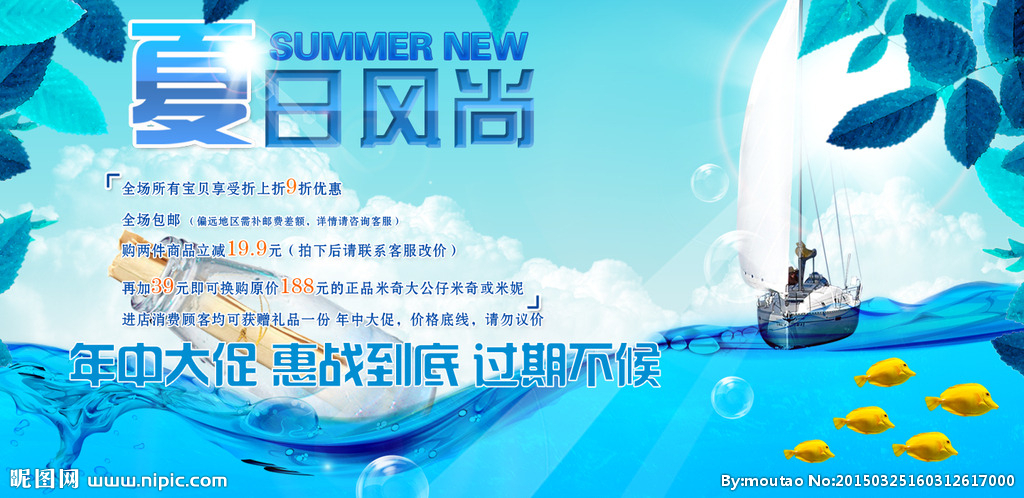 SUMMER NEW
夏日风尚
全场所有宝贝享受折上折9折优惠
全场包邮（偏远地区需补邮费差额，详情请咨询客服）
购两件商品立减19.9元（拍下后请联系客服改价）
再加39元即可换购原价188元的正品米奇大公仔米奇或米妮
进店消费顾客均可获赠礼品一份 年中大促，价格底线，请勿议价
年中大促 惠战到底 过期不候
昵图网 www.nipic.com
By:moutao No:20150325160312617000